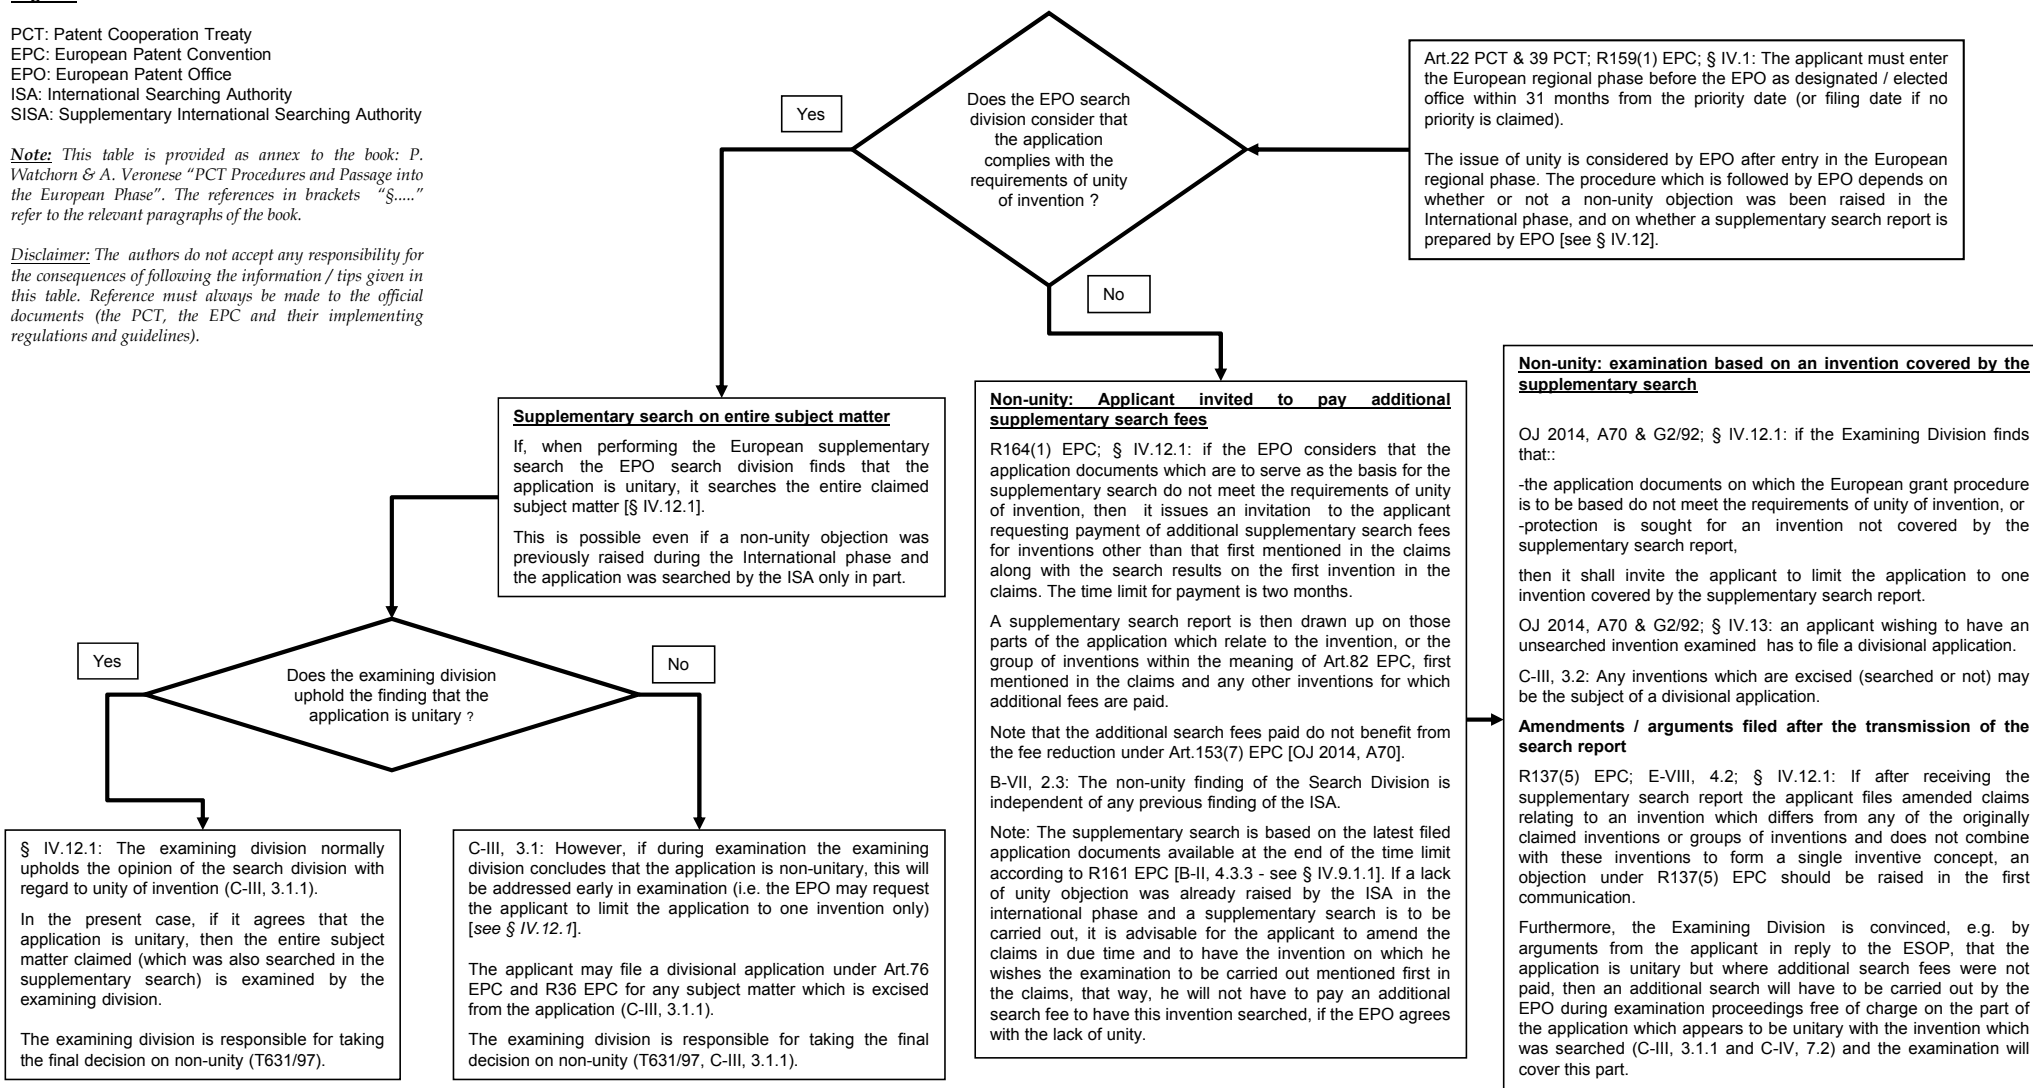 PCT: Patent Cooperation Treaty
EPC: European Patent Convention
EPO: European Patent Office
ISA: International Searching Authority
SISA: Supplementary International Searching Authority
Note: This table is provided as annex to the book: P.
Watchorn & A. Veronese “PCT Procedures and Passage into
the European Phase”. The references in brackets “§.....”
refer to the relevant paragraphs of the book.
Disclaimer: The authors do not accept any responsibility for
the consequences of following the information / tips given in
this table. Reference must always be made to the official
documents (the PCT, the EPC and their implementing
regulations and guidelines).
Yes
Does the EPO search
division consider that
the application
complies with the
requirements of unity
of invention ?
No
Art.22 PCT & 39 PCT; R159(1) EPC; § IV.1: The applicant must enter
the European regional phase before the EPO as designated / elected
office within 31 months from the priority date (or filing date if no
priority is claimed).
The issue of unity is considered by EPO after entry in the European
regional phase. The procedure which is followed by EPO depends on
whether or not a non-unity objection was been raised in the
International phase, and on whether a supplementary search report is
prepared by EPO [see § IV.12].
Supplementary search on entire subject matter
If, when performing the European supplementary
search the EPO search division finds that the
application is unitary, it searches the entire claimed
subject matter [§ IV.12.1].
This is possible even if a non-unity objection was
previously raised during the International phase and
the application was searched by the ISA only in part.
Yes
Does the examining division
uphold the finding that the
application is unitary ?
No
§ IV.12.1: The examining division normally
upholds the opinion of the search division with
regard to unity of invention (C-III, 3.1.1).
In the present case, if it agrees that the
application is unitary, then the entire subject
matter claimed (which was also searched in the
supplementary search) is examined by the
examining division.
The examining division is responsible for taking
the final decision on non-unity (T631/97).
C-III, 3.1: However, if during examination the examining
division concludes that the application is non-unitary, this will
be addressed early in examination (i.e. the EPO may request
the applicant to limit the application to one invention only)
[see § IV.12.1].
The applicant may file a divisional application under Art.76
EPC and R36 EPC for any subject matter which is excised
from the application (C-III, 3.1.1).
The examining division is responsible for taking the final
decision on non-unity (T631/97, C-III, 3.1.1).
Non-unity: Applicant invited to pay additional
supplementary search fees
R164(1) EPC; § IV.12.1: if the EPO considers that the
application documents which are to serve as the basis for the
supplementary search do not meet the requirements of unity
of invention, then it issues an invitation to the applicant
requesting payment of additional supplementary search fees
for inventions other than that first mentioned in the claims
along with the search results on the first invention in the
claims. The time limit for payment is two months.
A supplementary search report is then drawn up on those
parts of the application which relate to the invention, or the
group of inventions within the meaning of Art.82 EPC, first
mentioned in the claims and any other inventions for which
additional fees are paid.
Note that the additional search fees paid do not benefit from
the fee reduction under Art.153(7) EPC [OJ 2014, A70].
B-VII, 2.3: The non-unity finding of the Search Division is
independent of any previous finding of the ISA.
Note: The supplementary search is based on the latest filed
application documents available at the end of the time limit
according to R161 EPC [B-II, 4.3.3 - see § IV.9.1.1]. If a lack
of unity objection was already raised by the ISA in the
international phase and a supplementary search is to be
carried out, it is advisable for the applicant to amend the
claims in due time and to have the invention on which he
wishes the examination to be carried out mentioned first in
the claims, that way, he will not have to pay an additional
search fee to have this invention searched, if the EPO agrees
with the lack of unity.
Non-unity: examination based on an invention covered by the
supplementary search
OJ 2014, A70 & G2/92; § IV.12.1: if the Examining Division finds
that::
-the application documents on which the European grant procedure
is to be based do not meet the requirements of unity of invention, or
-protection is sought for an invention not covered by the
supplementary search report,
then it shall invite the applicant to limit the application to one
invention covered by the supplementary search report.
OJ 2014, A70 & G2/92; § IV.13: an applicant wishing to have an
unsearched invention examined has to file a divisional application.
C-III, 3.2: Any inventions which are excised (searched or not) may
be the subject of a divisional application.
Amendments / arguments filed after the transmission of the
search report
R137(5) EPC; E-VIII, 4.2; § IV.12.1: If after receiving the
supplementary search report the applicant files amended claims
relating to an invention which differs from any of the originally
claimed inventions or groups of inventions and does not combine
with these inventions to form a single inventive concept, an
objection under R137(5) EPC should be raised in the first
communication.
Furthermore, the Examining Division is convinced, e.g. by
arguments from the applicant in reply to the ESOP, that the
application is unitary but where additional search fees were not
paid, then an additional search will have to be carried out by the
EPO during examination proceedings free of charge on the part of
the application which appears to be unitary with the invention which
was searched (C-III, 3.1.1 and C-IV, 7.2) and the examination will
cover this part.